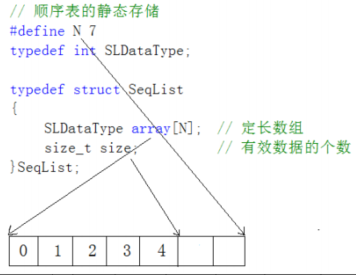 // 顺序表的静态存储
#define N 7
typedef int SLDataType;
typedef struct SeqList
{
SLDataType array[N]; // 定长数组
size_t size; // 有效数据的个数
}SeqList;
0 1 2 3 4